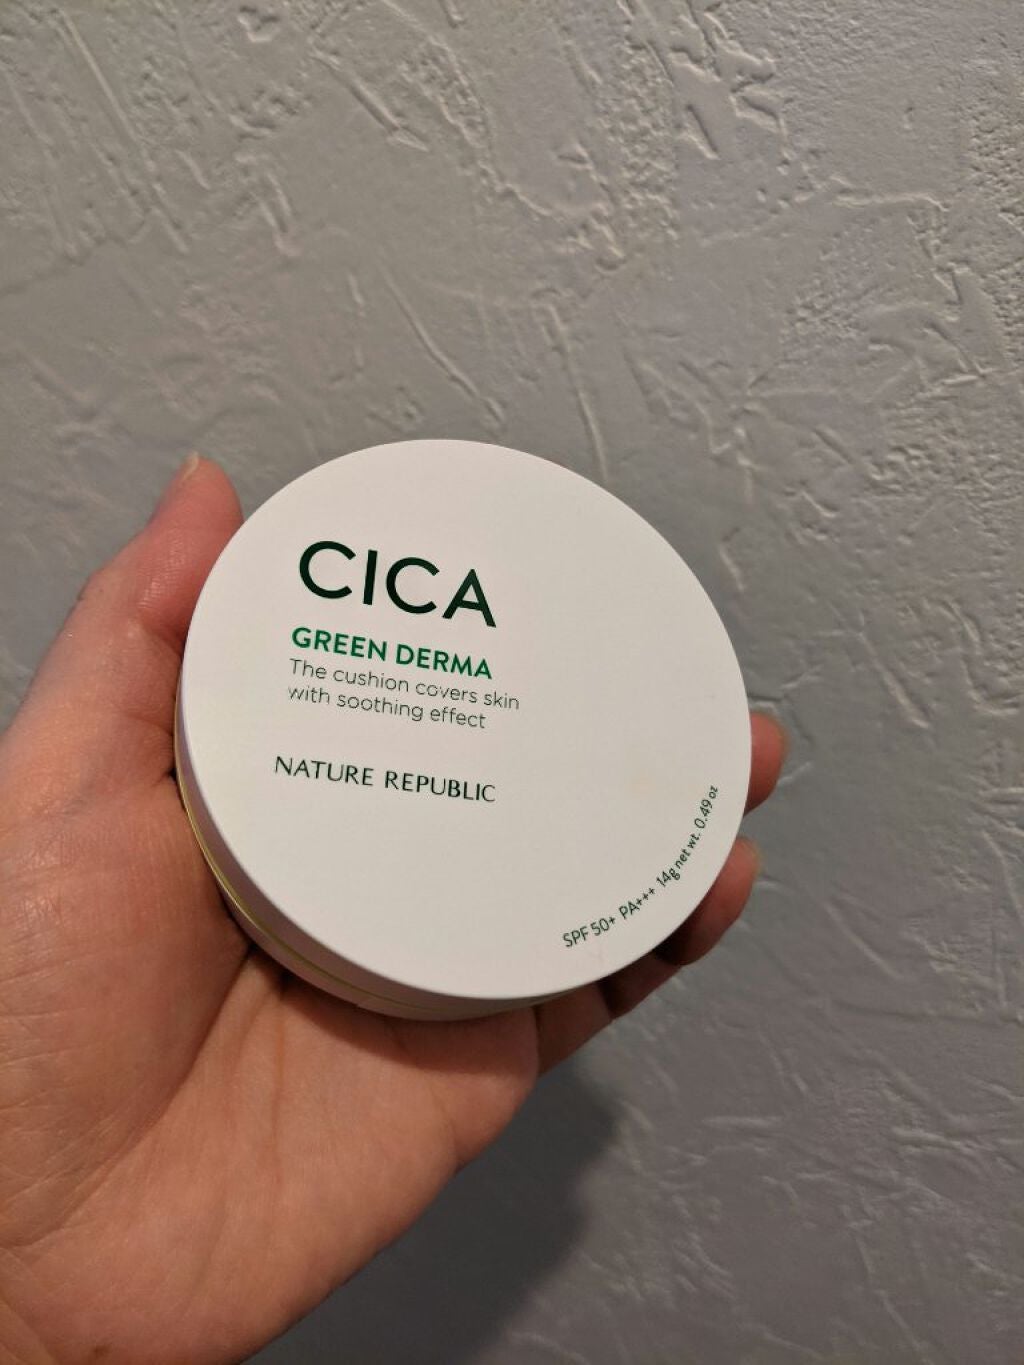 CICA
GREEN DERMA
The cushion covers skin
with soothing effect
NATURE REPUBLIC
SPF 50+ PA+++ 14g net wt. 0.49 oz